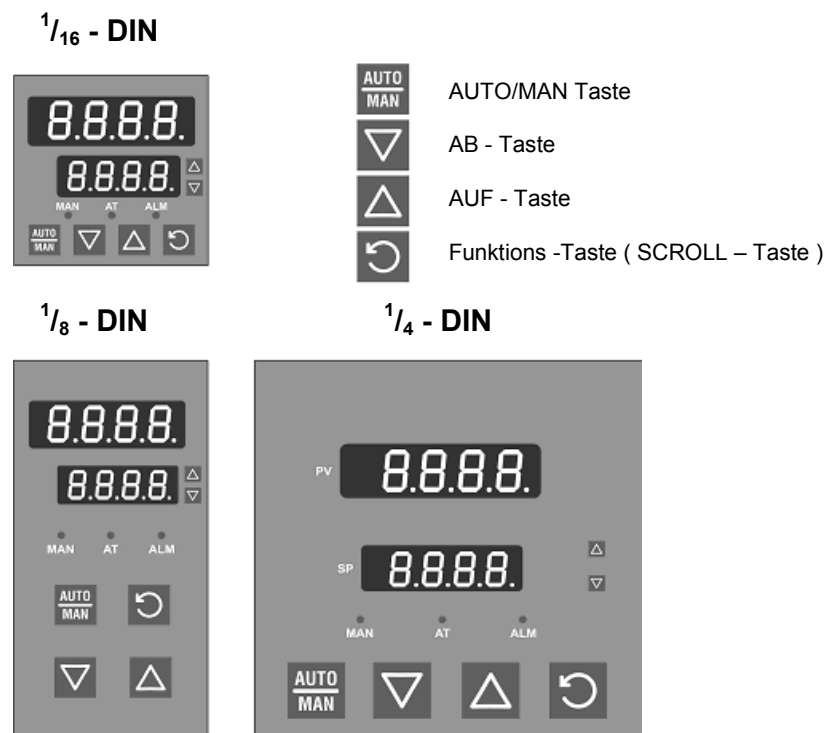 1/16 - DIN
8.8.8.8.
8.8.8.8.
MAN AT ALM
AUTO
MAN
AUTO
MAN
AUTO/MAN Taste
AB - Taste
AUF - Taste
Funktions -Taste ( SCROLL – Taste )
1/8 - DIN
8.8.8.8.
8.8.8.8.
MAN AT ALM
AUTO
MAN
1/4 - DIN
PV 8.8.8.8.
SP 8.8.8.8.
MAN AT ALM
AUTO
MAN